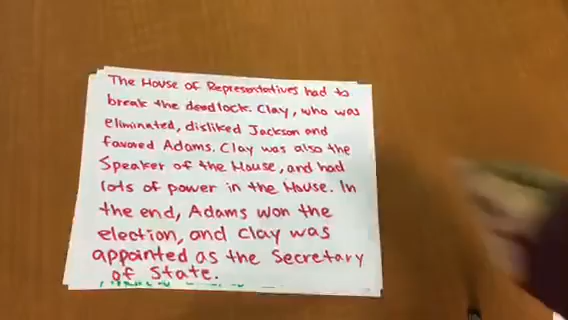 The House of Representatives had to
break the deadlock. Clay, who was
eliminated, disliked Jackson and
favored Adams. Clay was also the
Speaker of the House, and had
lots of power in the House. In
the end, Adams won the
election, and Clay was
appointed as the Secretary
of State.